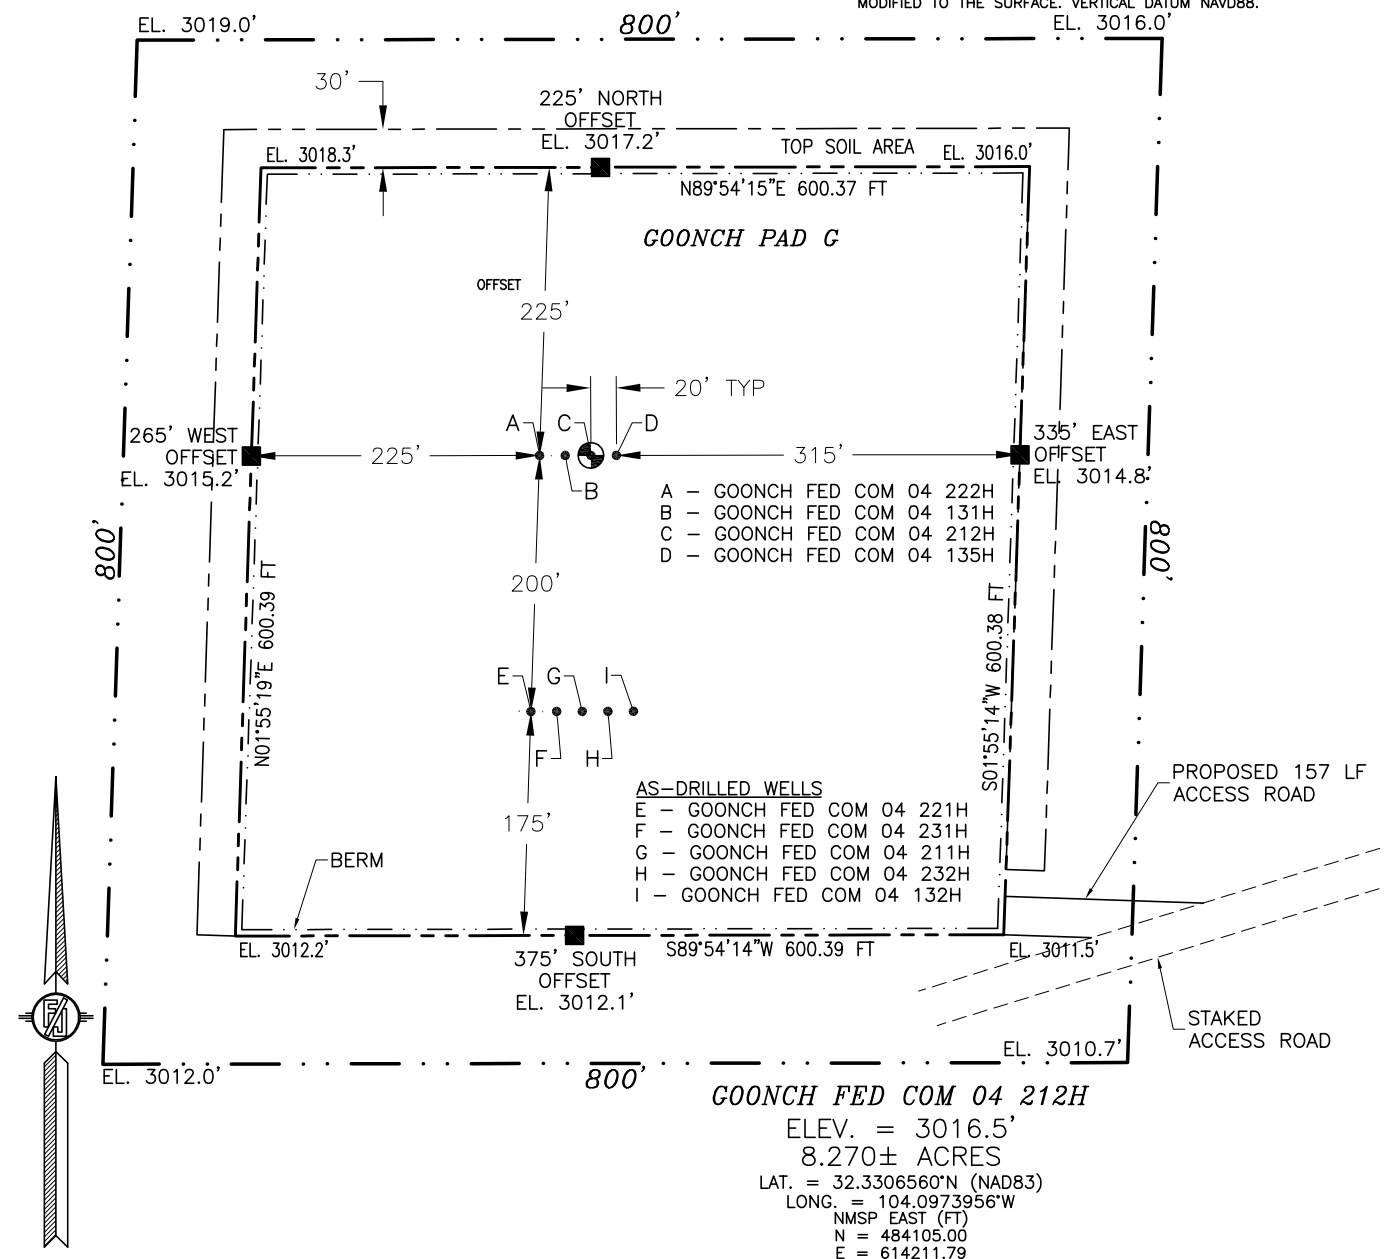 MODIFIED TO THE SURFACE. VERTICAL DATUM NAVD88.
EL. 3019.0'
800'
EL. 3016.0'
30'
225' NORTH
OFFSET
EL. 3017.2'
EL. 3018.3'
TOP SOIL AREA
EL. 3016.0'
N89°54'15"E 600.37 FT
GOONCH PAD G
OFFSET
225'
20' TYP
A
C
D
B
265' WEST
OFFSET
EL. 3015.2'
225'
315'
335' EAST
OFFSET
EL. 3014.8'
A - GOONCH FED COM 04 222H
B - GOONCH FED COM 04 131H
C - GOONCH FED COM 04 212H
D - GOONCH FED COM 04 135H
800'
800'
200'
N01°55'19"E 600.39 FT
S01°55'14"W 600.38 FT
E
G
I
F
H
175'
AS-DRILLED WELLS
E - GOONCH FED COM 04 221H
F - GOONCH FED COM 04 231H
G - GOONCH FED COM 04 211H
H - GOONCH FED COM 04 232H
I - GOONCH FED COM 04 132H
PROPOSED 157 LF
ACCESS ROAD
BERM
EL. 3012.2'
375' SOUTH
OFFSET
EL. 3012.1'
S89°54'14"W 600.39 FT
EL. 3011.5'
STAKED
ACCESS ROAD
EL. 3012.0'
800'
EL. 3010.7'
GOONCH FED COM 04 212H
ELEV. = 3016.5'
8.270± ACRES
LAT. = 32.3306560°N (NAD83)
LONG. = 104.0973956°W
NMSP EAST (FT)
N = 484105.00
E = 614211.79